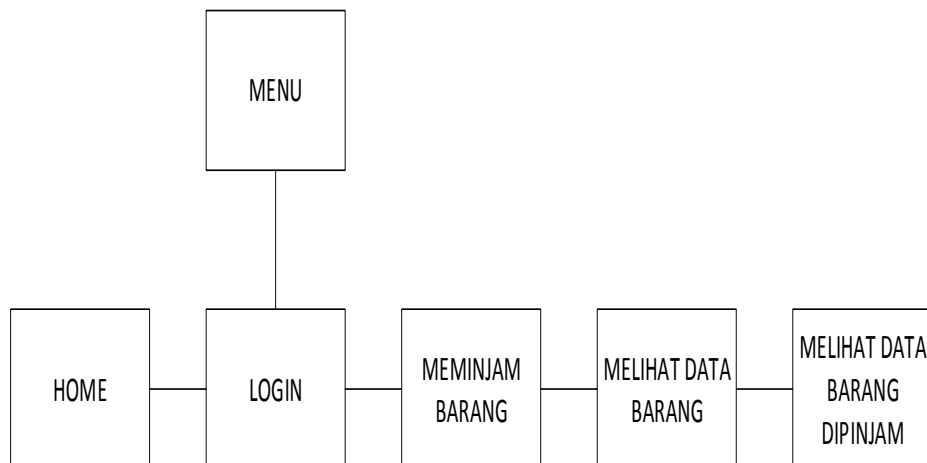 MENU
HOME
LOGIN
MEMINJAM
BARANG
MELIHAT DATA
BARANG
MELIHAT DATA
BARANG
DIPINJAM